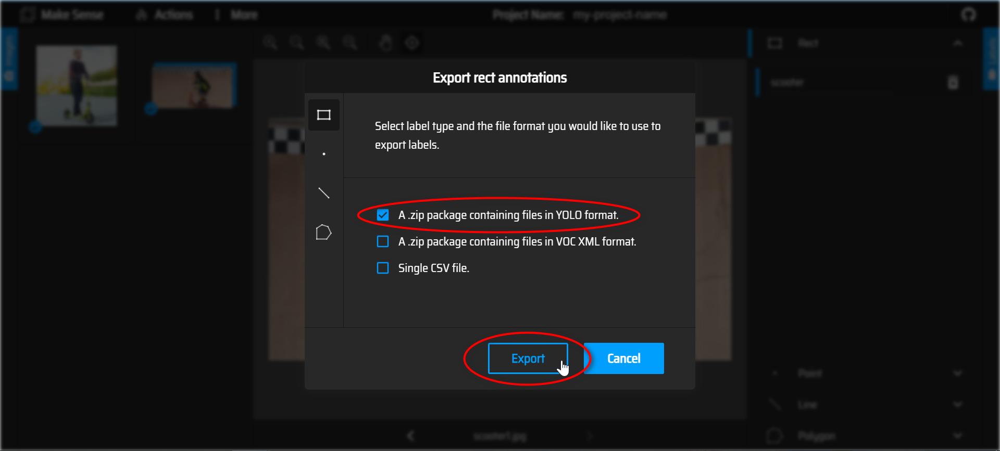 Make Sense
Actions
More
Project Name: my-project-name
Images
Rect
Labels
scooter
Export rect annotations
Select label type and the file format you would like to use to
export labels.
A .zip package containing files in YOLO format.
A .zip package containing files in VOC XML format.
Single CSV file.
Export
Cancel
Point
Line
Polygon
scooter1.jpg